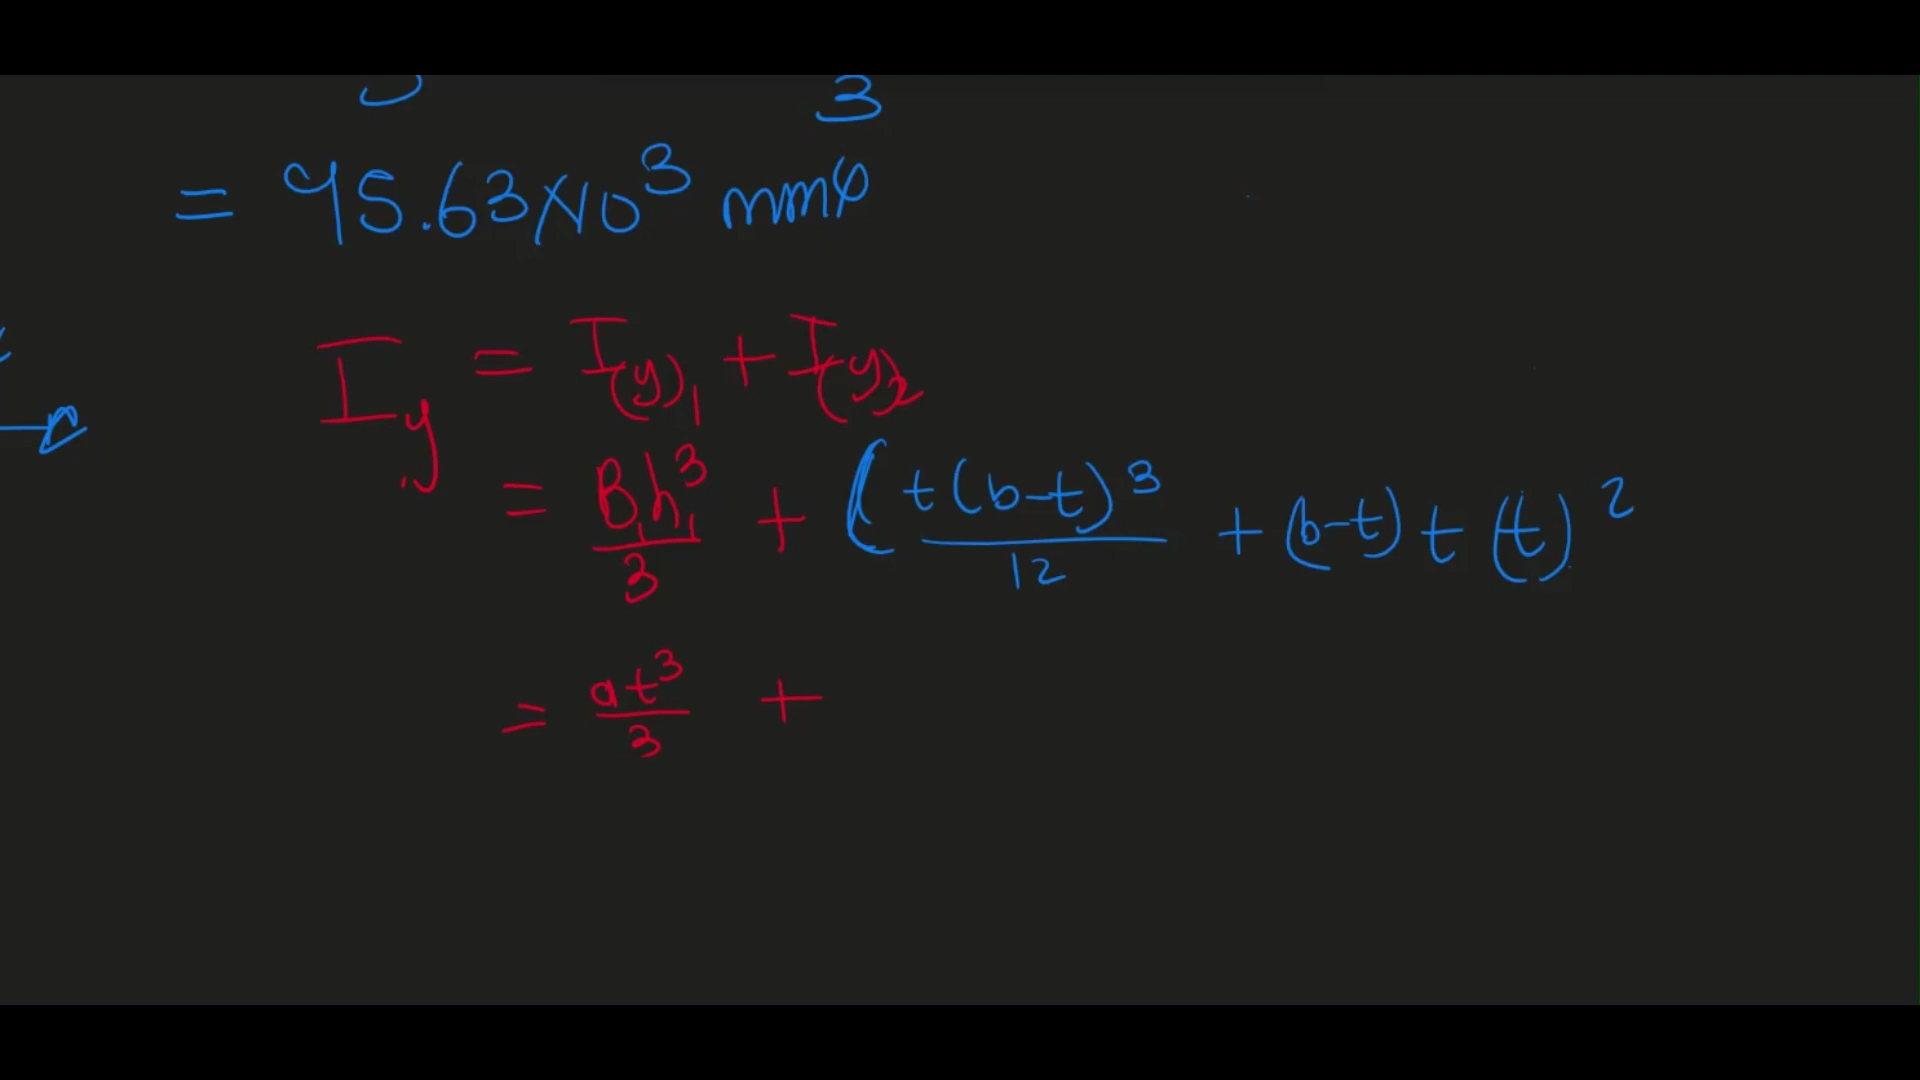 3
= 45.63×10³ mm⁴
I_y = I_(y)₁ + I_(y)₂
= B₁h₁³/3 + (t(b-t)³/12 + (b-t) t (t)²
= at³/3 +